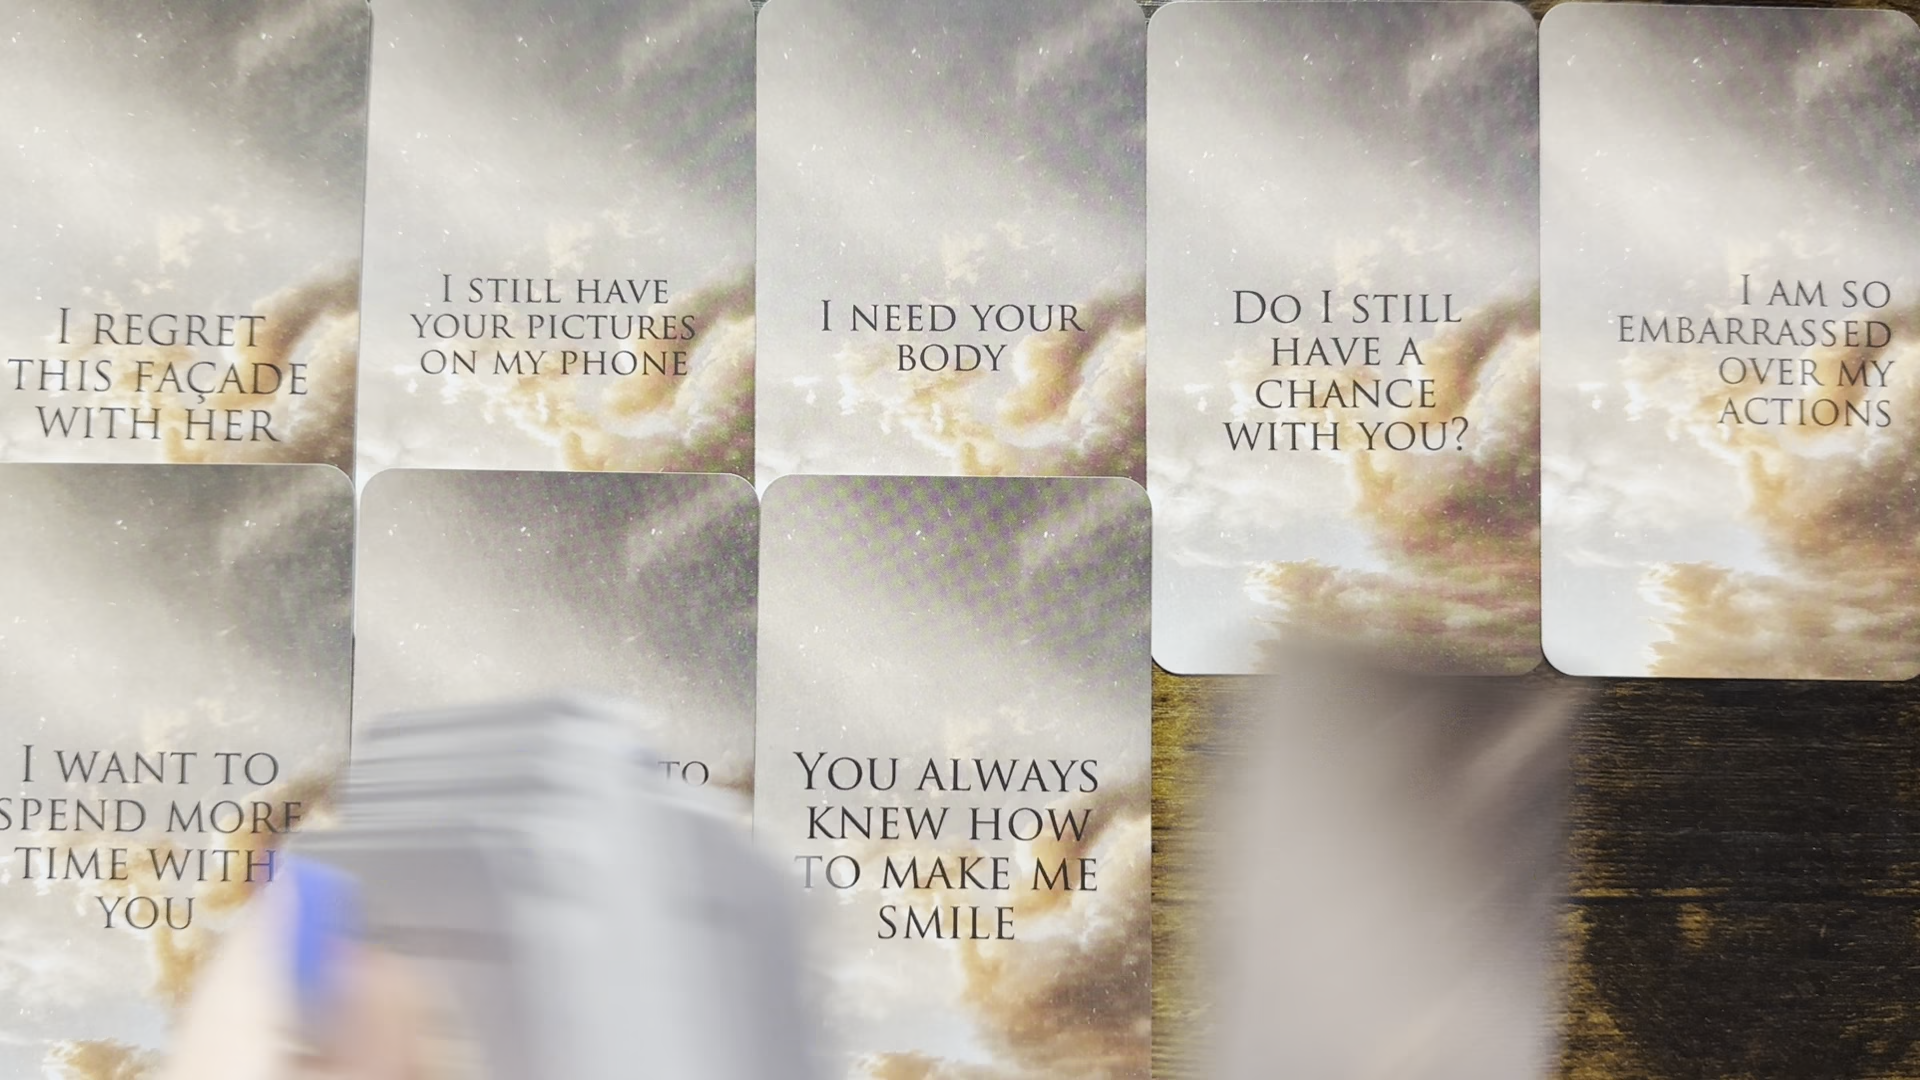 I REGRET
THIS FAÇADE
WITH HER
I STILL HAVE
YOUR PICTURES
ON MY PHONE
I NEED YOUR
BODY
DO I STILL
HAVE A
CHANCE
WITH YOU?
I AM SO
EMBARRASSED
OVER MY
ACTIONS
I WANT TO
SPEND MORE
TIME WITH
YOU
TO
YOU ALWAYS
KNEW HOW
TO MAKE ME
SMILE